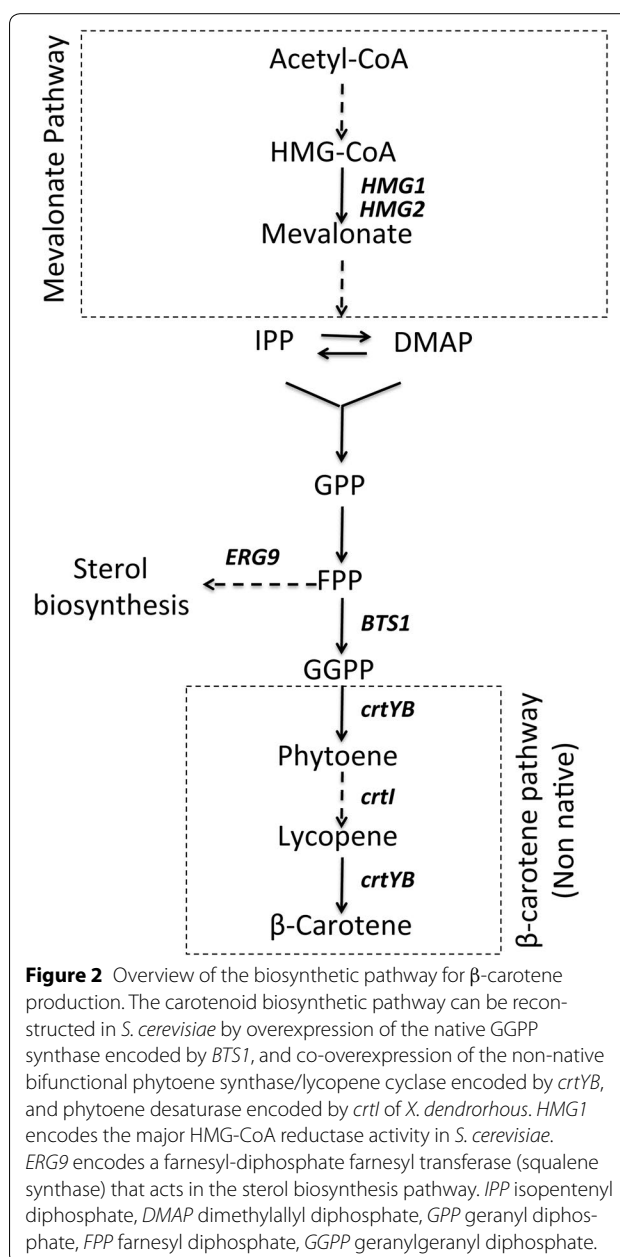 Mevalonate Pathway
Acetyl-CoA
HMG-CoA
HMG1
HMG2
Mevalonate
IPP DMAP
GPP
Sterol
biosynthesis
ERG9
FPP
BTS1
GGPP
β-carotene pathway
(Non native)
crtYB
Phytoene
crtI
Lycopene
crtYB
β-Carotene
Figure 2 Overview of the biosynthetic pathway for β-carotene
production. The carotenoid biosynthetic pathway can be recon-
structed in S. cerevisiae by overexpression of the native GGPP
synthase encoded by BTS1, and co-overexpression of the non-native
bifunctional phytoene synthase/lycopene cyclase encoded by crtYB,
and phytoene desaturase encoded by crtI of X. dendrorhous. HMG1
encodes the major HMG-CoA reductase activity in S. cerevisiae.
ERG9 encodes a farnesyl-diphosphate farnesyl transferase (squalene
synthase) that acts in the sterol biosynthesis pathway. IPP isopentenyl
diphosphate, DMAP dimethylallyl diphosphate, GPP geranyl diphos-
phate, FPP farnesyl diphosphate, GGPP geranylgeranyl diphosphate.